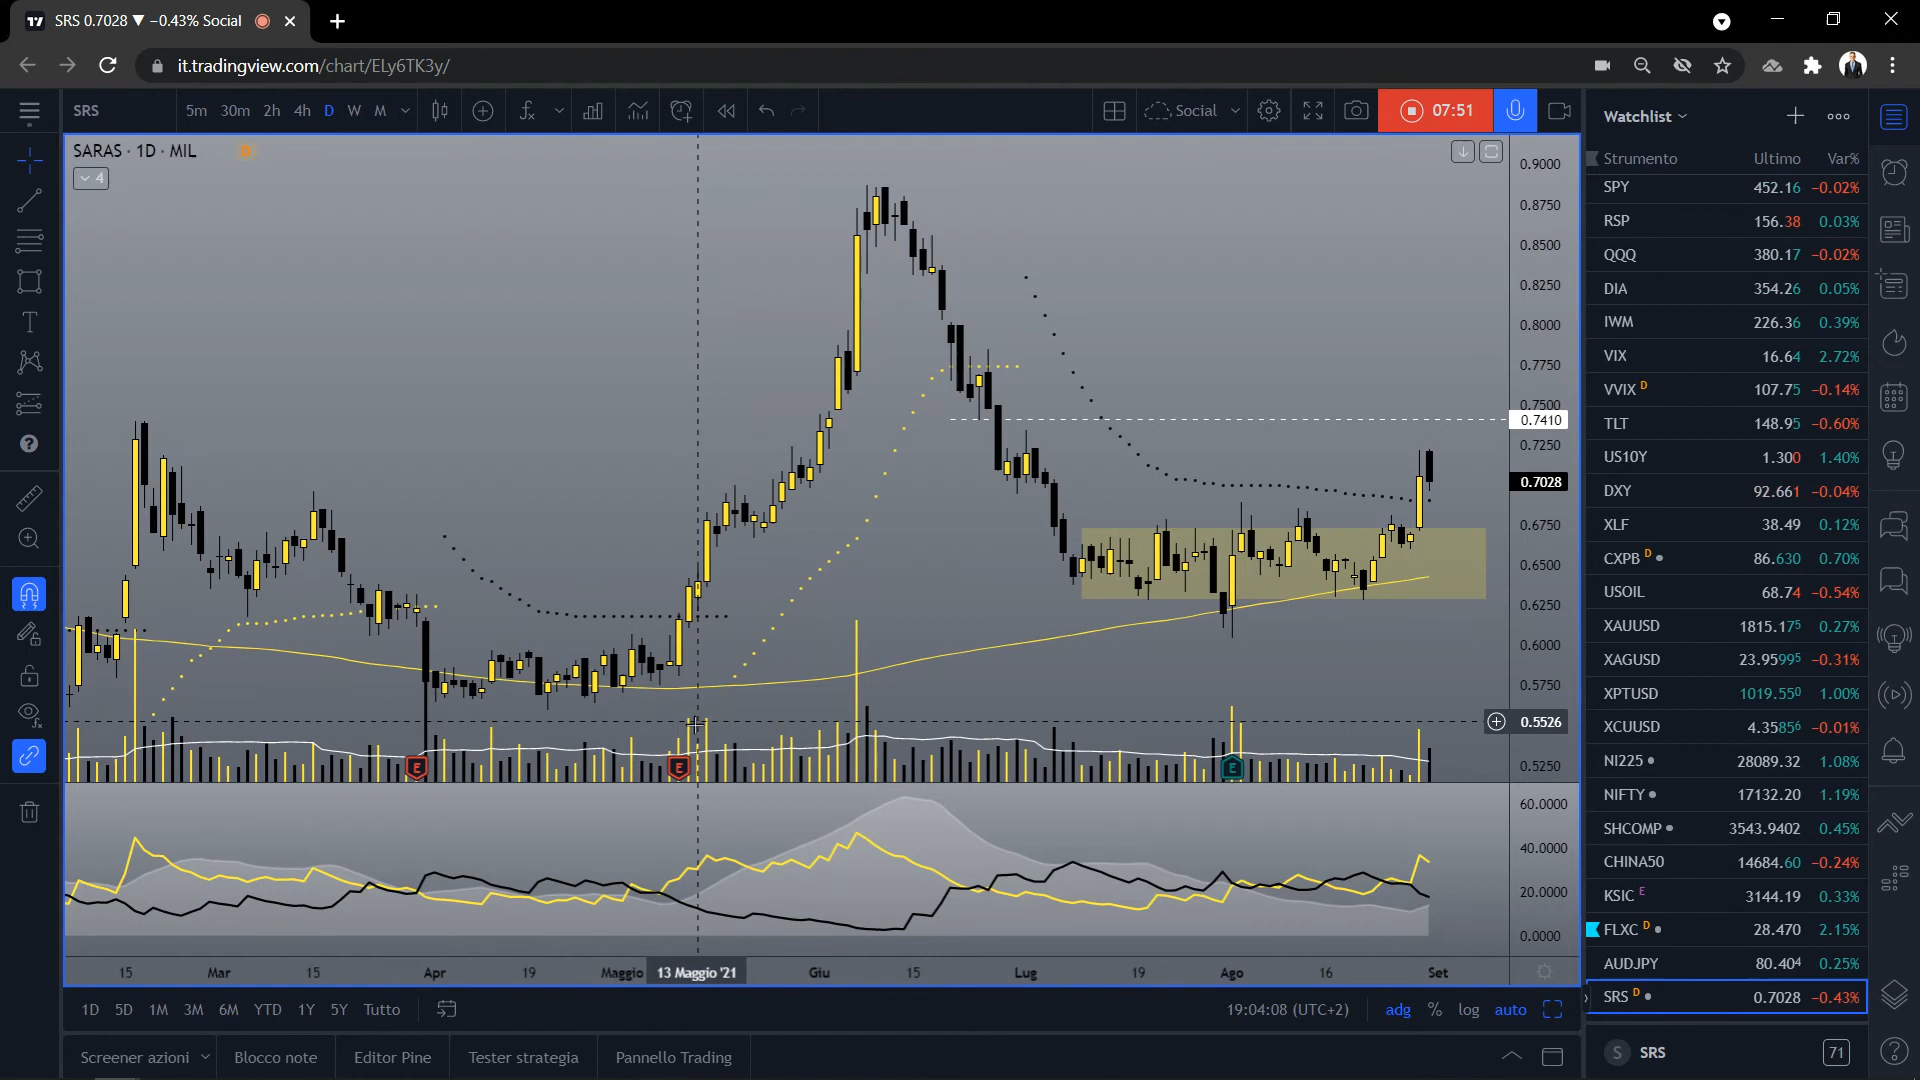 SRS 0.7028 ▼ −0.43% Social
it.tradingview.com/chart/ELy6TK3y/
SRS 5m 30m 2h 4h D W M Social 07:51
SARAS · 1D · MIL D
4
0.9000
0.8750
0.8500
0.8250
0.8000
0.7750
0.7500
0.7410
0.7250
0.7028
0.6750
0.6500
0.6250
0.6000
0.5750
0.5526
0.5250
E E E
60.0000
40.0000
20.0000
0.0000
15 Mar 15 Apr 19 Maggio 13 Maggio '21 Giu 15 Lug 19 Ago 16 Set
1D 5D 1M 3M 6M YTD 1Y 5Y Tutto 19:04:08 (UTC+2) adg % log auto
Screener azioni Blocco note Editor Pine Tester strategia Pannello Trading
Watchlist
Strumento Ultimo Var%
SPY 452.16 −0.02%
RSP 156.38 0.03%
QQQ 380.17 −0.02%
DIA 354.26 0.05%
IWM 226.36 0.39%
VIX 16.64 2.72%
VVIX D 107.75 −0.14%
TLT 148.95 −0.60%
US10Y 1.300 1.40%
DXY 92.661 −0.04%
XLF 38.49 0.12%
CXPB D 86.630 0.70%
USOIL 68.74 −0.54%
XAUUSD 1815.175 0.27%
XAGUSD 23.95995 −0.31%
XPTUSD 1019.550 1.00%
XCUUSD 4.35856 −0.01%
NI225 28089.32 1.08%
NIFTY 17132.20 1.19%
SHCOMP 3543.9402 0.45%
CHINA50 14684.60 −0.24%
KSIC E 3144.19 0.33%
FLXC D 28.470 2.15%
AUDJPY 80.404 0.25%
SRS D 0.7028 −0.43%
S SRS 71